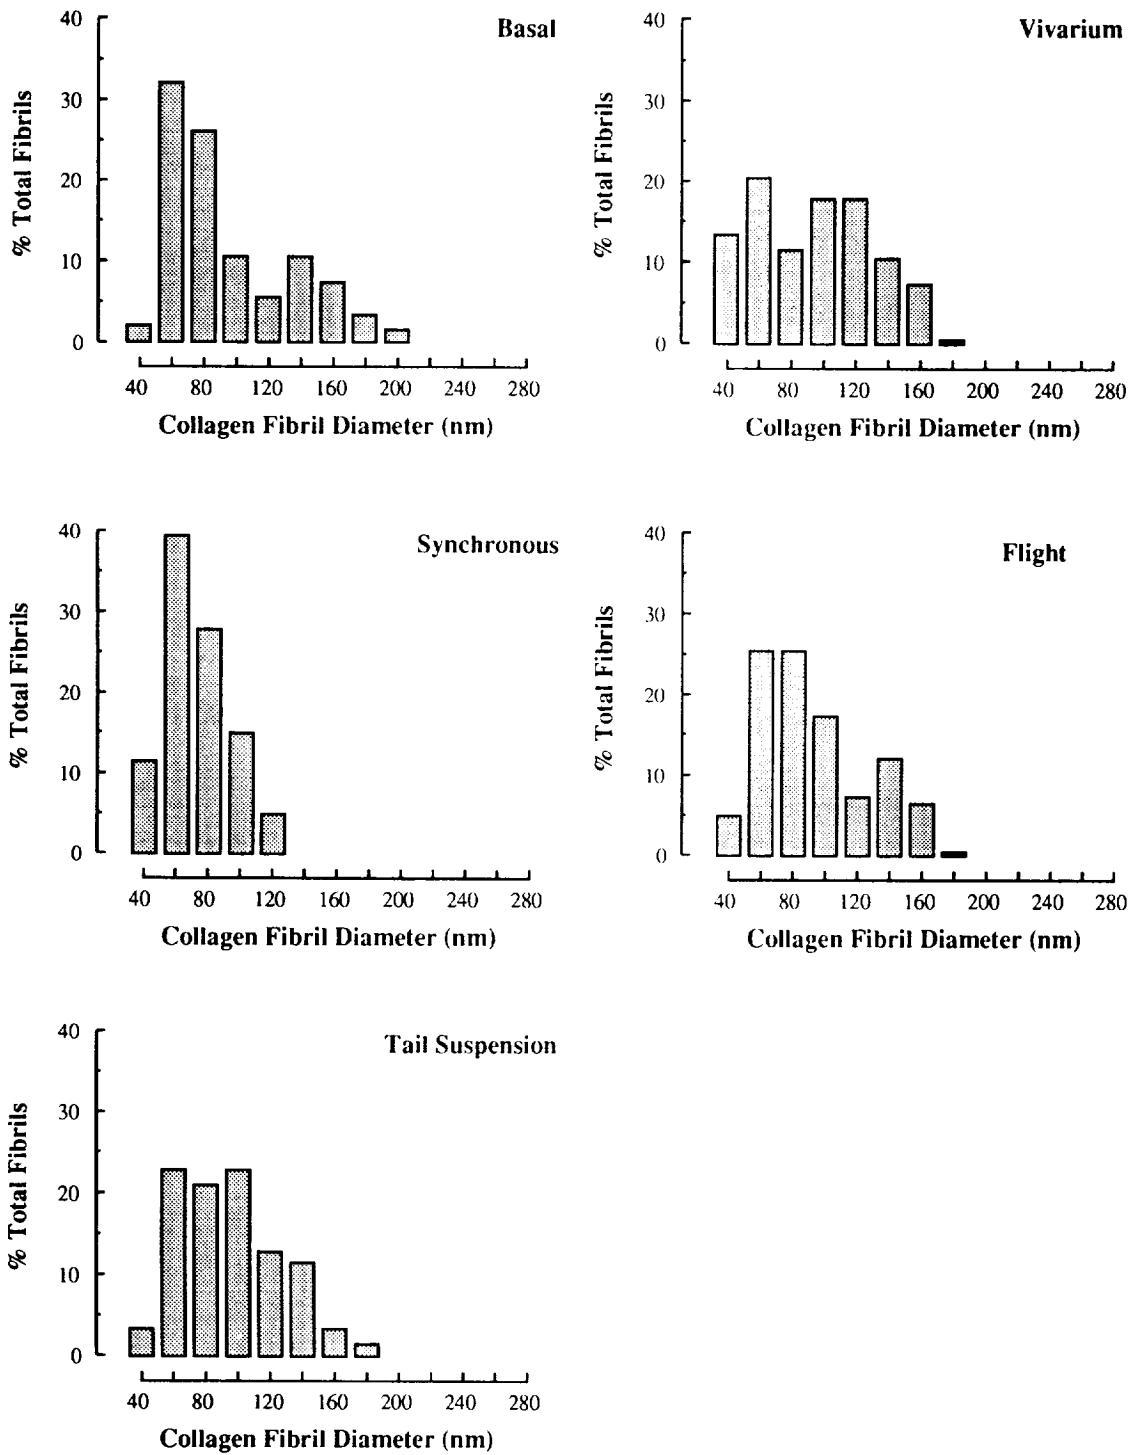 Basal
% Total Fibrils
40
30
20
10
0
40 80 120 160 200 240 280
Collagen Fibril Diameter (nm)
Vivarium
% Total Fibrils
40
30
20
10
0
40 80 120 160 200 240 280
Collagen Fibril Diameter (nm)
Synchronous
% Total Fibrils
40
30
20
10
0
40 80 120 160 200 240 280
Collagen Fibril Diameter (nm)
Flight
% Total Fibrils
40
30
20
10
0
40 80 120 160 200 240 280
Collagen Fibril Diameter (nm)
Tail Suspension
% Total Fibrils
40
30
20
10
0
40 80 120 160 200 240 280
Collagen Fibril Diameter (nm)